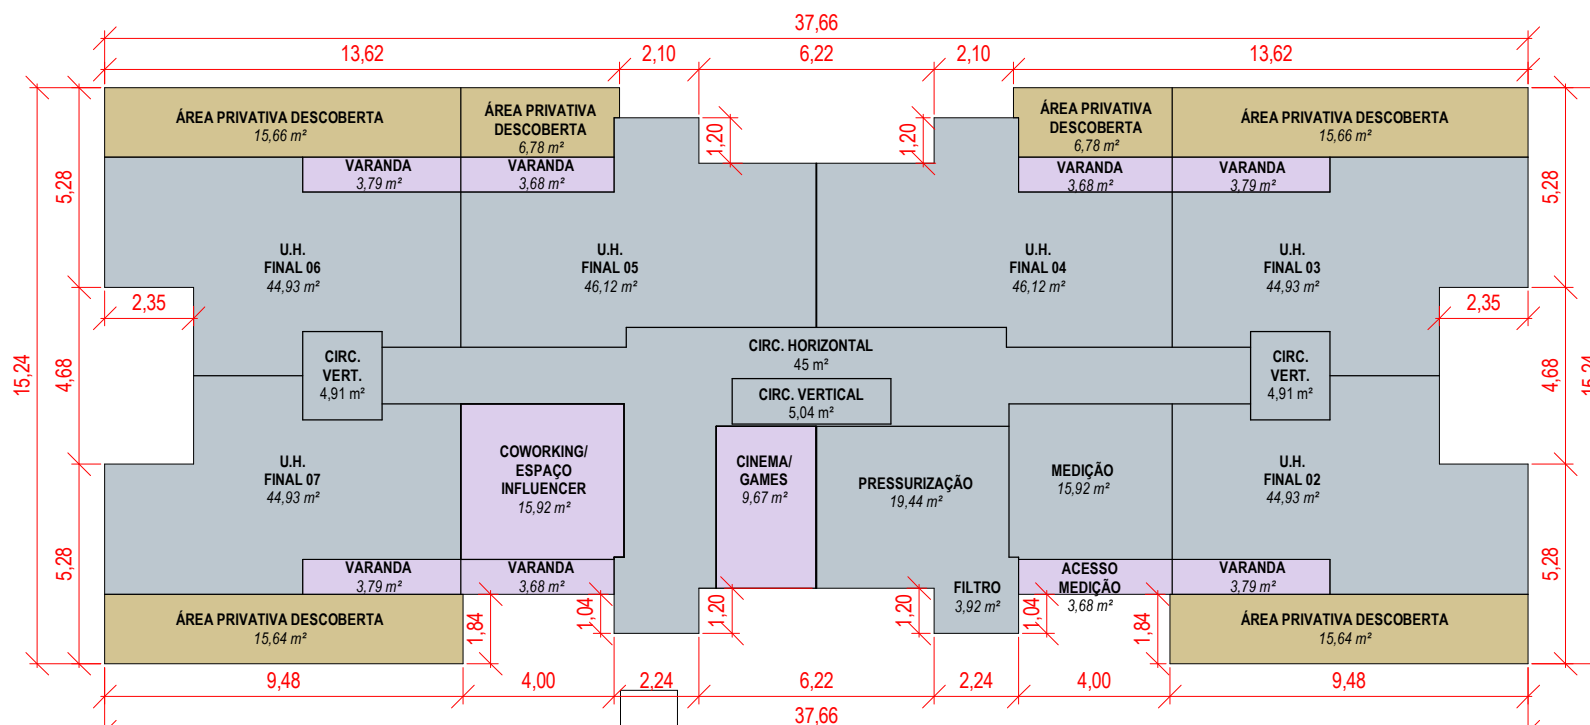 37,66
13,62
2,10
6,22
2,10
13,62
ÁREA PRIVATIVA DESCOBERTA
15,66 m²
ÁREA PRIVATIVA
DESCOBERTA
6,78 m²
1,20
1,20
ÁREA PRIVATIVA
DESCOBERTA
6,78 m²
ÁREA PRIVATIVA DESCOBERTA
15,66 m²
VARANDA
3,79 m²
VARANDA
3,68 m²
VARANDA
3,68 m²
VARANDA
3,79 m²
5,28
5,28
U.H.
FINAL 06
44,93 m²
U.H.
FINAL 05
46,12 m²
U.H.
FINAL 04
46,12 m²
U.H.
FINAL 03
44,93 m²
2,35
2,35
15,24
4,68
CIRC.
VERT.
4,91 m²
CIRC. HORIZONTAL
45 m²
CIRC. VERTICAL
5,04 m²
CIRC.
VERT.
4,91 m²
4,68
15,24
U.H.
FINAL 07
44,93 m²
COWORKING/
ESPAÇO
INFLUENCER
15,92 m²
CINEMA/
GAMES
9,67 m²
PRESSURIZAÇÃO
19,44 m²
MEDIÇÃO
15,92 m²
U.H.
FINAL 02
44,93 m²
5,28
5,28
VARANDA
3,79 m²
VARANDA
3,68 m²
FILTRO
3,92 m²
ACESSO
MEDIÇÃO
3,68 m²
VARANDA
3,79 m²
ÁREA PRIVATIVA DESCOBERTA
15,64 m²
1,84
1,04
1,20
1,20
1,04
1,84
ÁREA PRIVATIVA DESCOBERTA
15,64 m²
9,48
4,00
2,24
6,22
2,24
4,00
9,48
37,66